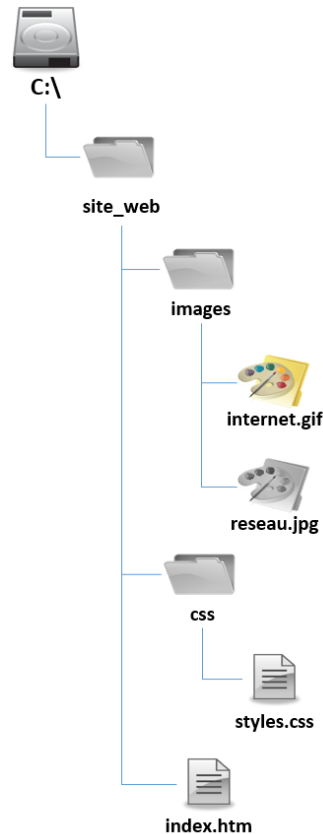 C:\
site_web
images
internet.gif
reseau.jpg
css
styles.css
index.htm